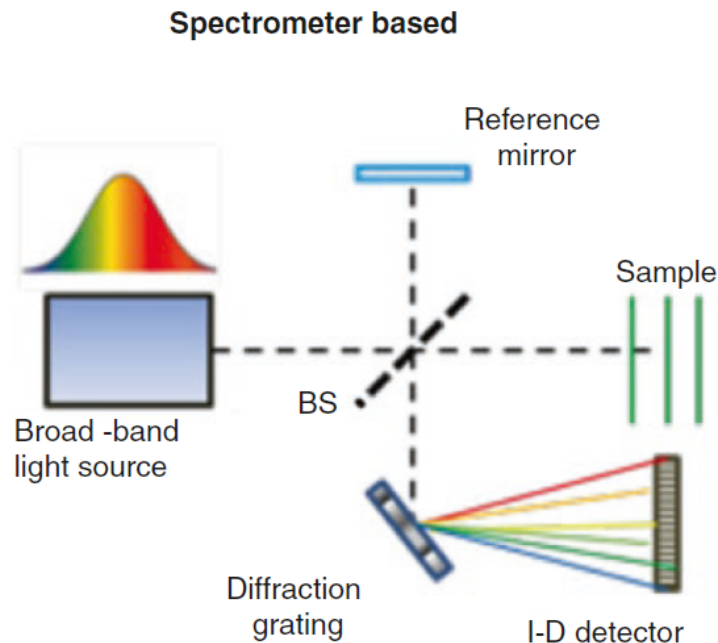 Spectrometer based
Reference
mirror
Sample
BS
Broad -band
light source
Diffraction
grating
I-D detector